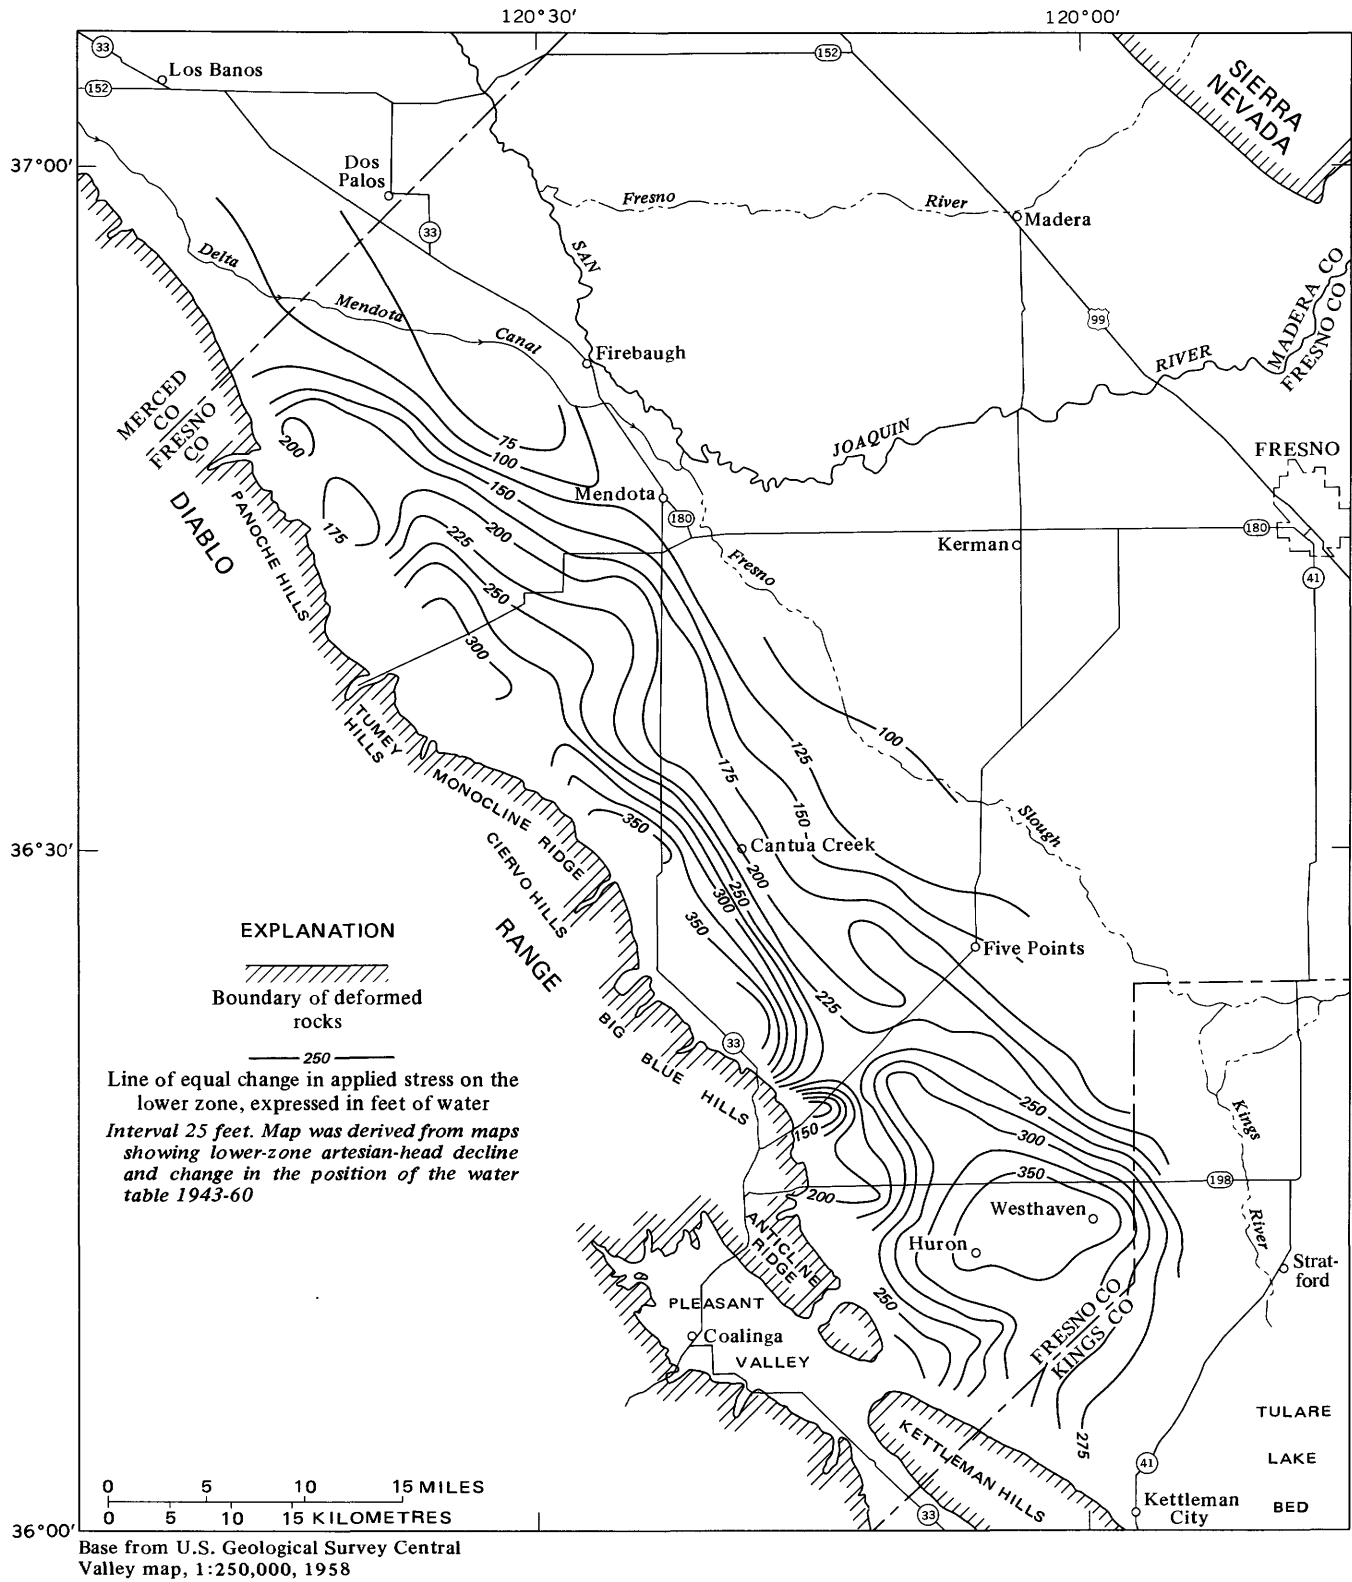 120°30′
120°00′
33
Los Banos
152
152
SIERRA
NEVADA
37°00′
Dos
Palos
33
Fresno
River
Madera
Delta
SAN
Mendota
Canal
Firebaugh
99
MADERA CO
FRESNO CO
RIVER
JOAQUIN
MERCED
CO
FRESNO
CO
200
75
100
150
FRESNO
Mendota
180
180
DIABLO
PANOCHE HILLS
175
200
225
250
300
Fresno
Kerman
41
TUMEY
HILLS
MONOCLINE RIDGE
CIERVO HILLS
100
125
175
150
350
Slough
36°30′
Cantua Creek
200
250
300
350
EXPLANATION
RANGE
Five Points
Boundary of deformed
rocks
225
BIG BLUE HILLS
33
250
Line of equal change in applied stress on the
lower zone, expressed in feet of water
Interval 25 feet. Map was derived from maps
showing lower-zone artesian-head decline
and change in the position of the water
table 1943-60
150
250
300
350
Kings
River
198
200
Westhaven
Huron
ANTICLINE
RIDGE
250
Strat-
ford
PLEASANT
VALLEY
Coalinga
FRESNO CO
KINGS CO
275
TULARE
LAKE
BED
KETTLEMAN HILLS
41
33
Kettleman
City
0 5 10 15 MILES
0 5 10 15 KILOMETRES
36°00′
Base from U.S. Geological Survey Central
Valley map, 1:250,000, 1958